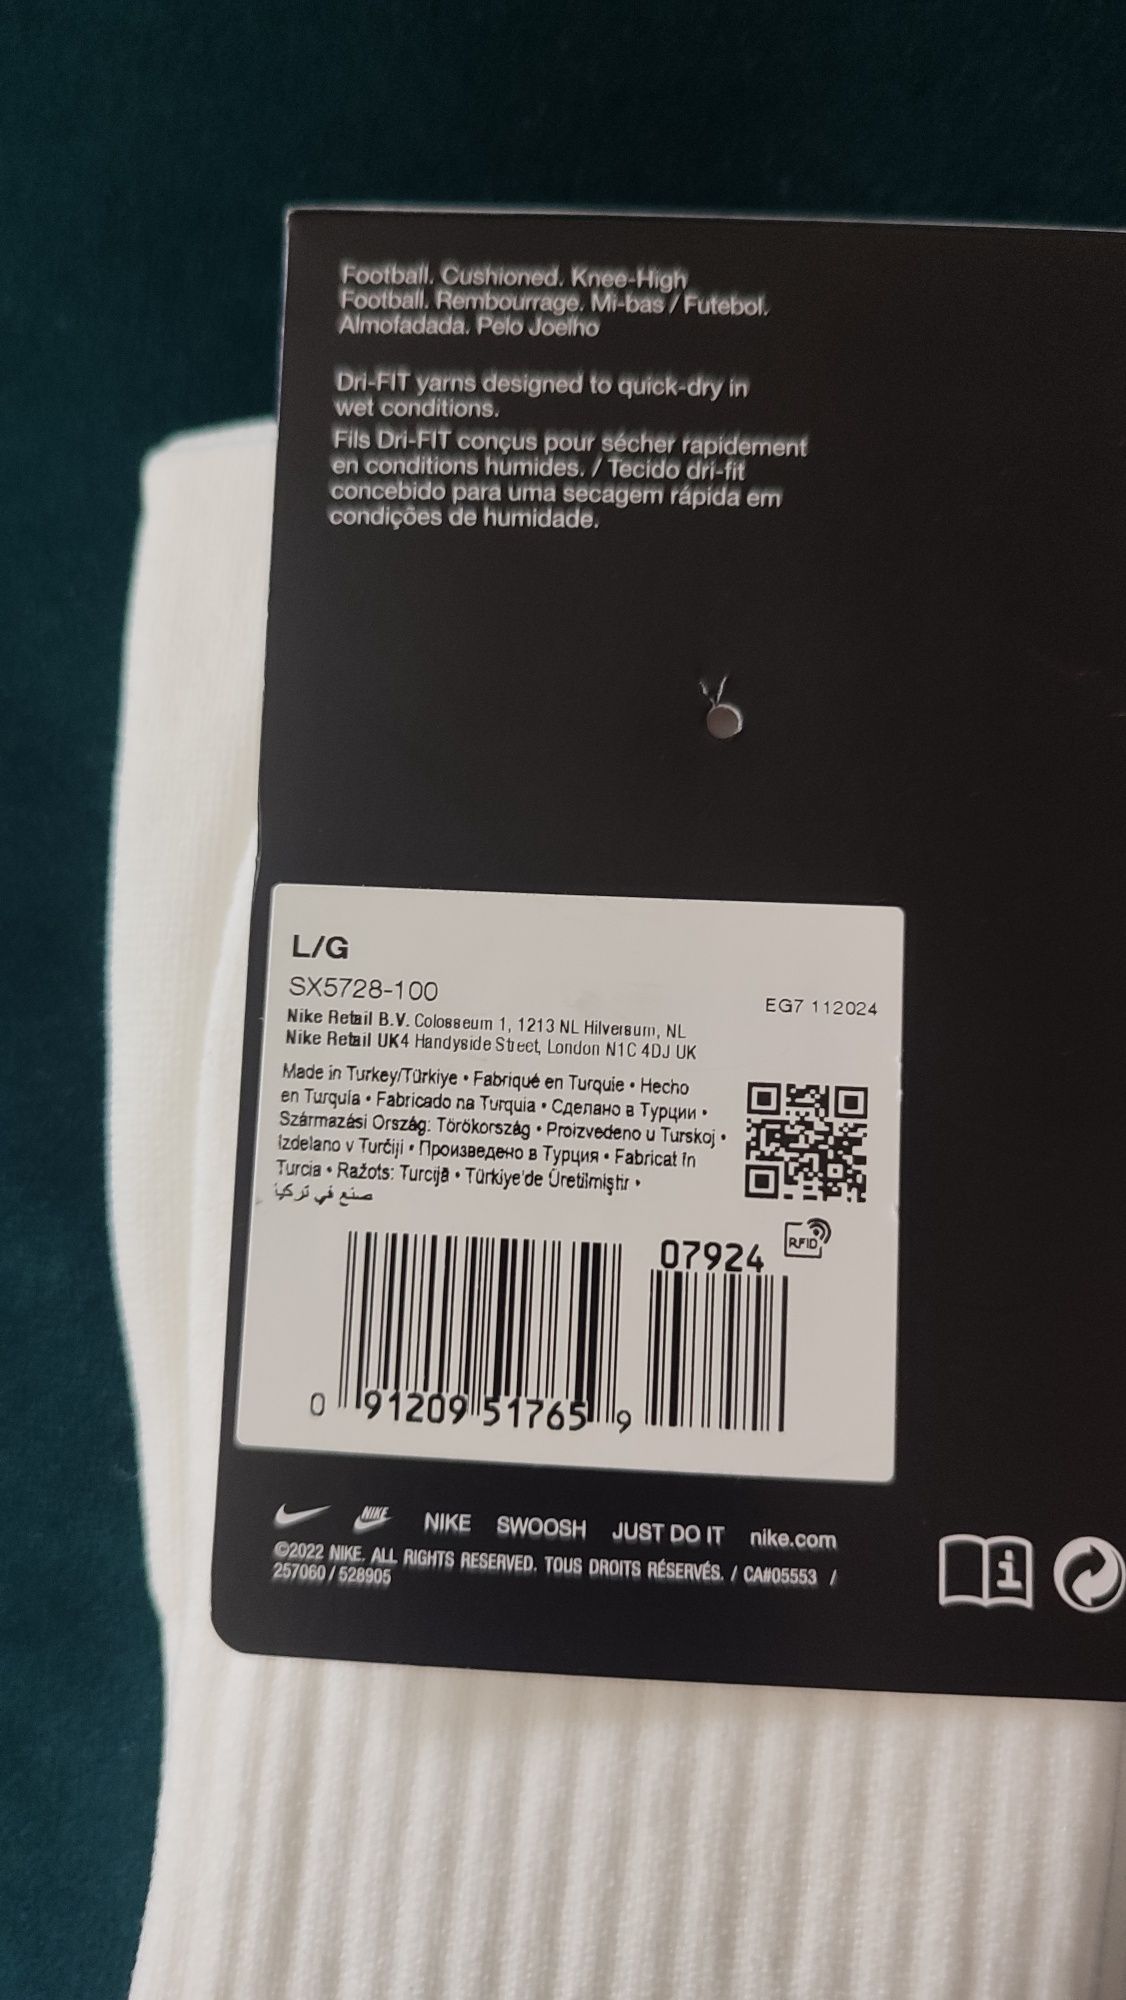 Football. Cushioned. Knee-High
Football. Rembourrage. Mi-bas / Futebol.
Almofadada. Pelo Joelho
Dri-FIT yarns designed to quick-dry in
wet conditions.
Fils Dri-FIT conçus pour sécher rapidement
en conditions humides. / Tecido dri-fit
concebido para uma secagem rápida em
condições de humidade.
L/G
SX5728-100
EG7 112024
Nike Retail B.V. Colosseum 1, 1213 NL Hilversum, NL
Nike Retail UK4 Handyside Street, London N1C 4DJ UK
Made in Turkey/Türkiye • Fabriqué en Turquie • Hecho
en Turquía • Fabricado na Turquia • Сделано в Турции •
Származási Ország: Törökország • Proizvedeno u Turskoj •
Izdelano v Turčiji • Произведено в Турция • Fabricat în
Turcia • Ražots: Turcijā • Türkiye'de Üretilmiştir •
صنع في تركيا
RFID
07924
0 91209 51765 9
NIKE NIKE SWOOSH JUST DO IT nike.com
©2022 NIKE. ALL RIGHTS RESERVED. TOUS DROITS RÉSERVÉS. / CA#05553 /
257060 / 528905